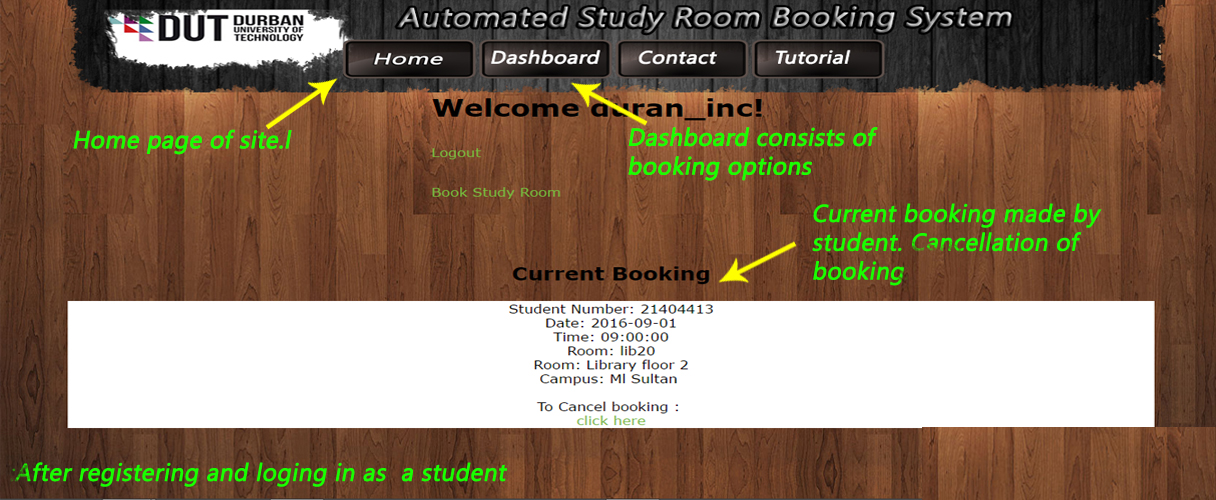 DUT DURBAN
UNIVERSITY OF
TECHNOLOGY
Automated Study Room Booking System
Home Dashboard Contact Tutorial
Welcome duran_inc!
Home page of site.l
Dashboard consists of
booking options
Logout
Book Study Room
Current booking made by
student. Cancellation of
booking
Current Booking
Student Number: 21404413
Date: 2016-09-01
Time: 09:00:00
Room: lib20
Room: Library floor 2
Campus: Ml Sultan
To Cancel booking :
click here
:After registering and loging in as a student